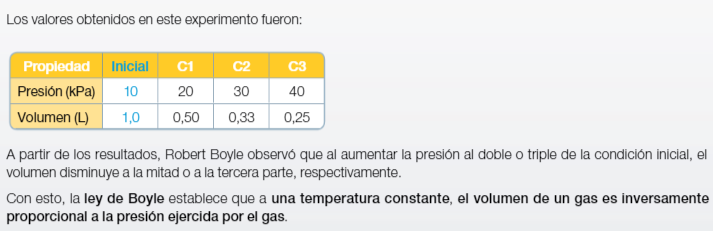 Los valores obtenidos en este experimento fueron:
Propiedad Inicial C1 C2 C3
Presión (kPa) 10 20 30 40
Volumen (L) 1,0 0,50 0,33 0,25
A partir de los resultados, Robert Boyle observó que al aumentar la presión al doble o triple de la condición inicial, el
volumen disminuye a la mitad o a la tercera parte, respectivamente.
Con esto, la ley de Boyle establece que a una temperatura constante, el volumen de un gas es inversamente
proporcional a la presión ejercida por el gas.